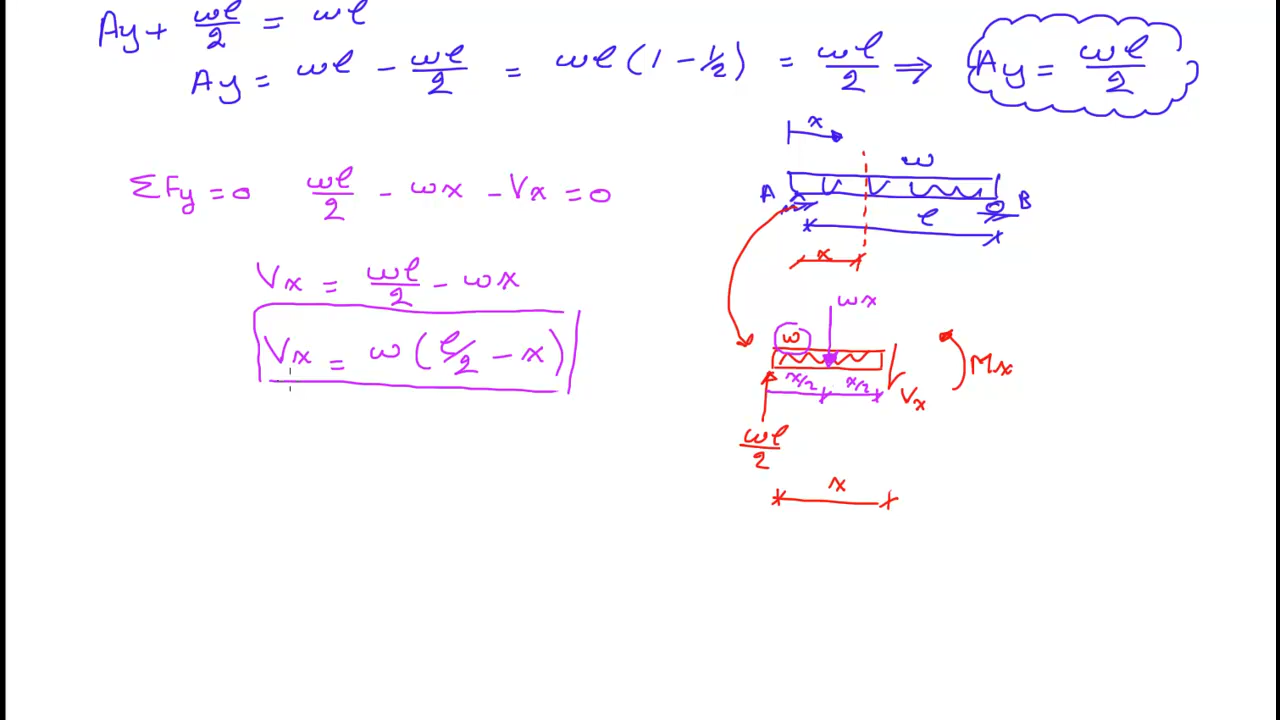 Ay + ωℓ/2 = ωℓ
Ay = ωℓ - ωℓ/2 = ωℓ(1 - 1/2) = ωℓ/2 ⇒ Ay = ωℓ/2
x
ω
A B
ℓ
x
ΣFy = 0 ωℓ/2 - ωx - Vx = 0
Vx = ωℓ/2 - ωx
Vx = ω(ℓ/2 - x)
ωx
ω
Mx
x/2 x/2
Vx
ωℓ/2
x